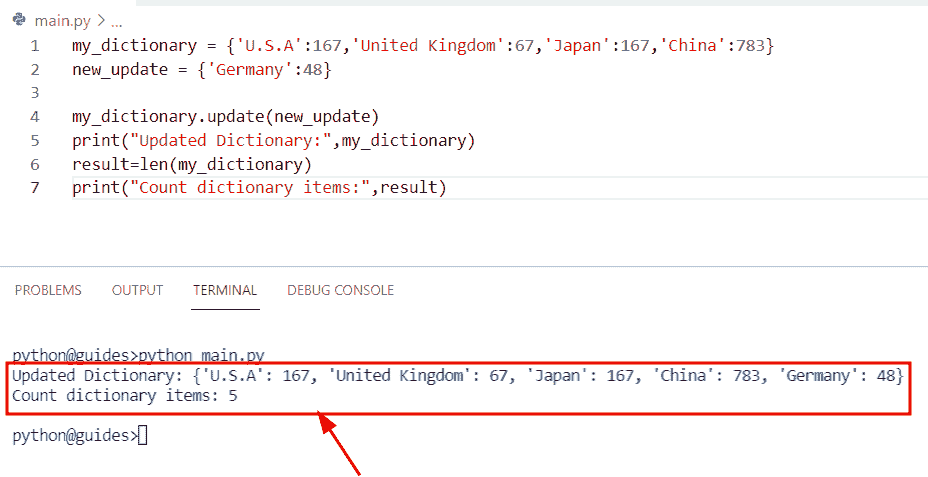 main.py > ...
1 my_dictionary = {'U.S.A':167,'United Kingdom':67,'Japan':167,'China':783}
2 new_update = {'Germany':48}
3
4 my_dictionary.update(new_update)
5 print("Updated Dictionary:",my_dictionary)
6 result=len(my_dictionary)
7 print("Count dictionary items:",result)
PROBLEMS OUTPUT TERMINAL DEBUG CONSOLE
python@guides>python main.py
Updated Dictionary: {'U.S.A': 167, 'United Kingdom': 67, 'Japan': 167, 'China': 783, 'Germany': 48}
Count dictionary items: 5
python@guides>